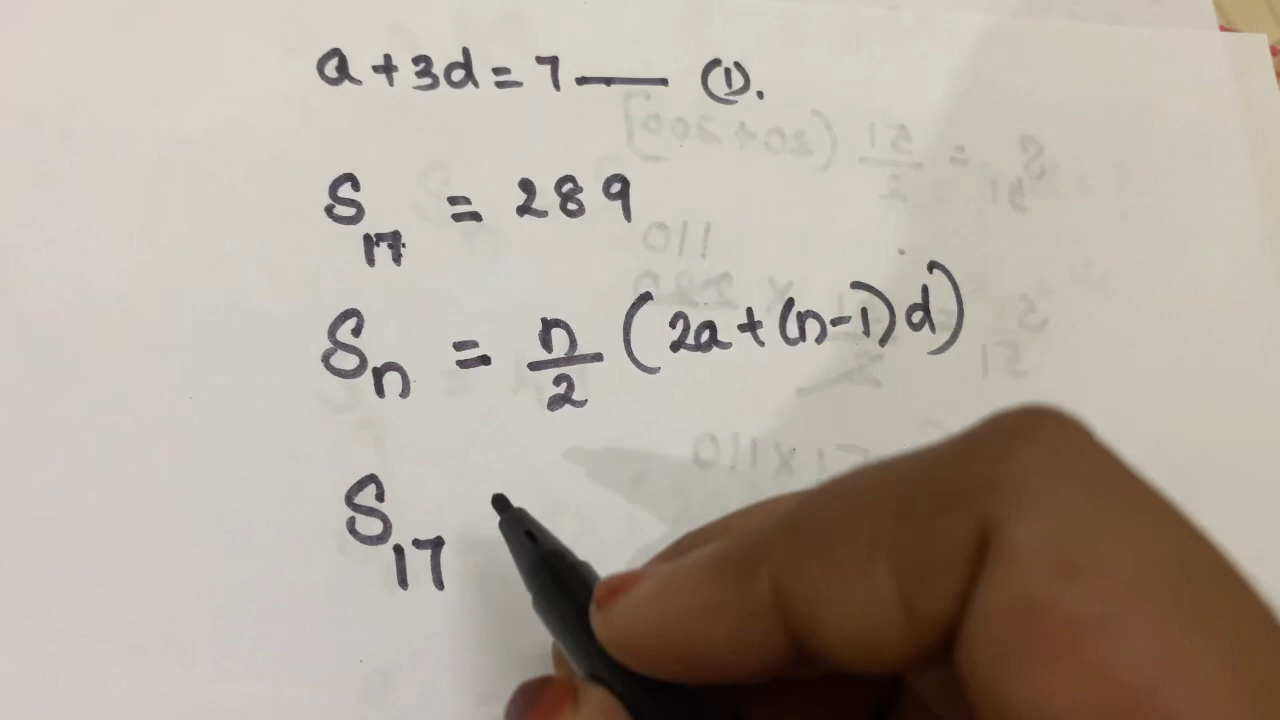 a + 3d = 7 — (1).
S₁₇ = 289
Sₙ = n/2 (2a + (n-1)d)
S₁₇